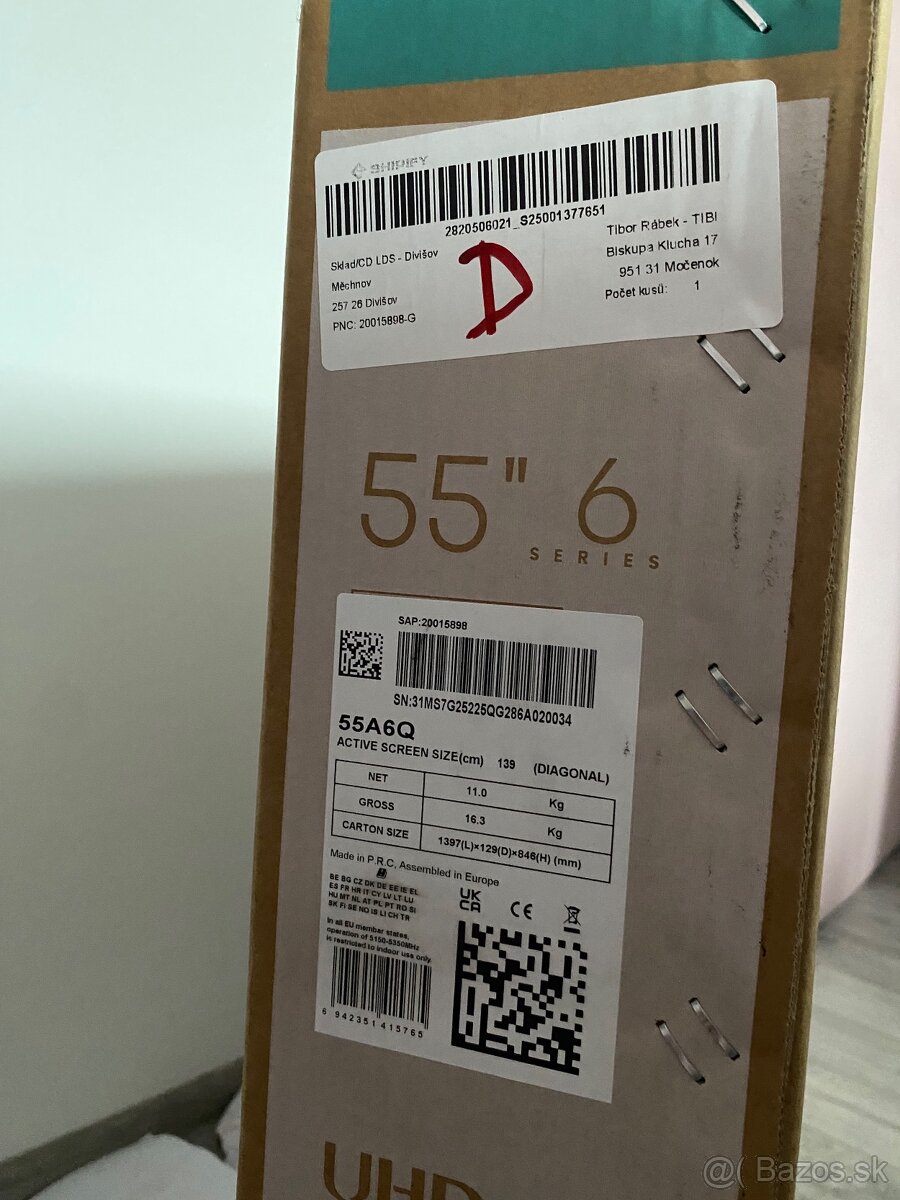 SHIPIFY
2820506021_S25001377651
Sklad/CD LDS - Divišov
Měchnov
257 26 Divišov
PNC: 20015898-G
D
Tibor Rábek - TIBI
Biskupa Klucha 17
951 31 Močenok
Počet kusů: 1
55" 6
SERIES
SAP:20015898
SN:31MS7G25225QG286A020034
55A6Q
ACTIVE SCREEN SIZE(cm) 139 (DIAGONAL)
NET 11.0 Kg
GROSS 16.3 Kg
CARTON SIZE 1397(L)×129(D)×846(H) (mm)
Made in P.R.C, Assembled in Europe
BE BG CZ DK DE EE IE EL
ES FR HR IT CY LV LT LU
HU MT NL AT PL PT RO SI
SK FI SE NO IS LI CH TR
UK
CA
CE
In all EU member states,
operation of 5150-5350MHz
is restricted to indoor use only.
6 942351 415765
UHD
@( Bazos.sk